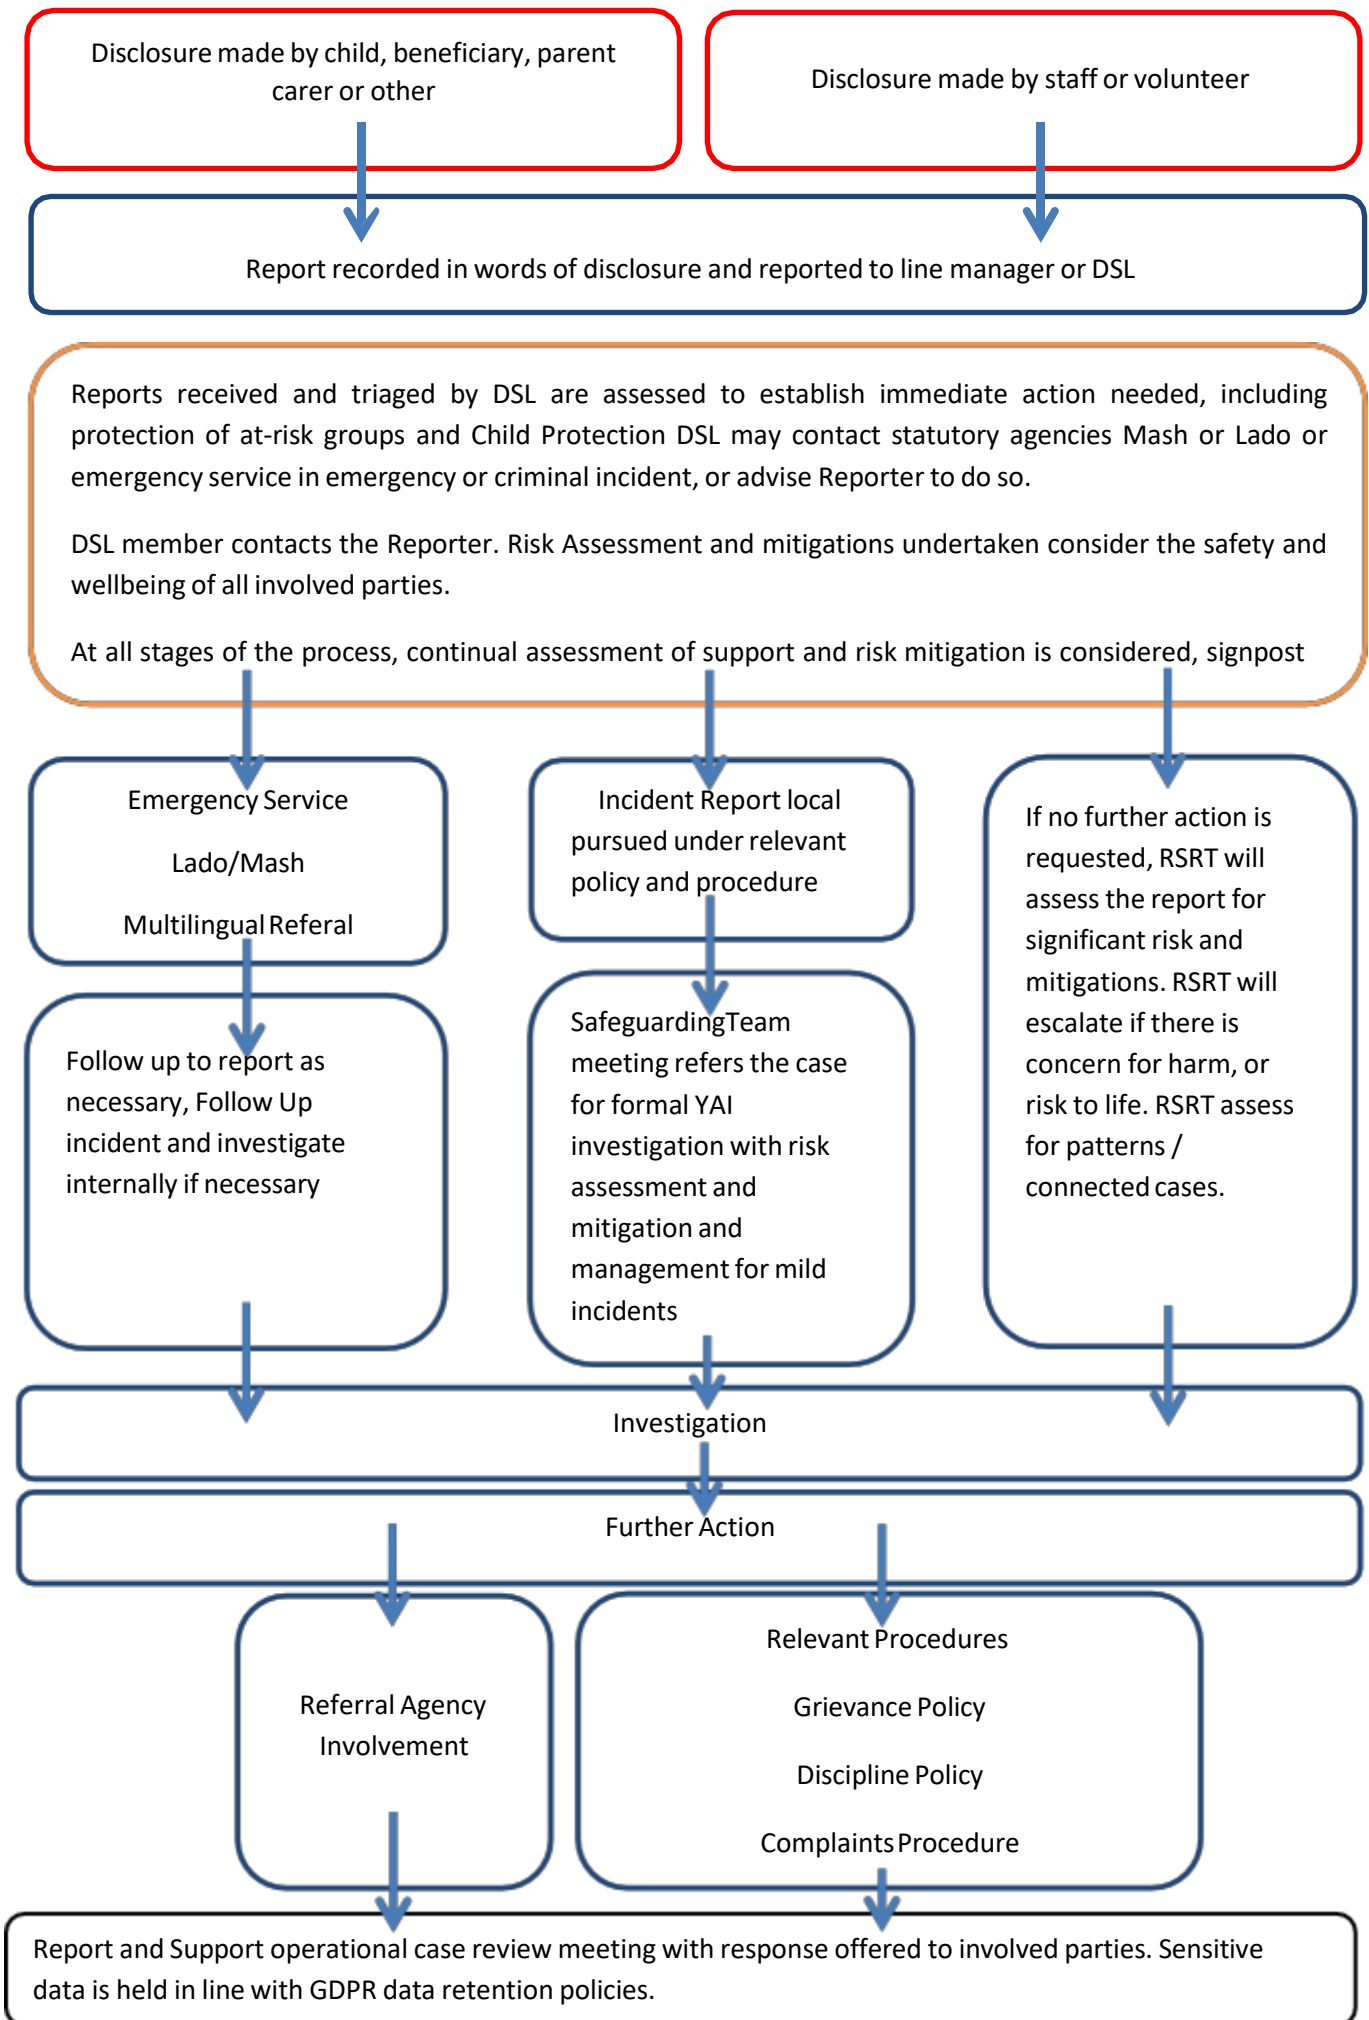 Disclosure made by child, beneficiary, parent
carer or other
Disclosure made by staff or volunteer
Report recorded in words of disclosure and reported to line manager or DSL
Reports received and triaged by DSL are assessed to establish immediate action needed, including
protection of at-risk groups and Child Protection DSL may contact statutory agencies Mash or Lado or
emergency service in emergency or criminal incident, or advise Reporter to do so.
DSL member contacts the Reporter. Risk Assessment and mitigations undertaken consider the safety and
wellbeing of all involved parties.
At all stages of the process, continual assessment of support and risk mitigation is considered, signpost
Emergency Service
Lado/Mash
Multilingual Referal
Incident Report local
pursued under relevant
policy and procedure
If no further action is
requested, RSRT will
assess the report for
significant risk and
mitigations. RSRT will
escalate if there is
concern for harm, or
risk to life. RSRT assess
for patterns /
connected cases.
Follow up to report as
necessary, Follow Up
incident and investigate
internally if necessary
SafeguardingTeam
meeting refers the case
for formal YAI
investigation with risk
assessment and
mitigation and
management for mild
incidents
Investigation
Further Action
Referral Agency
Involvement
Relevant Procedures
Grievance Policy
Discipline Policy
Complaints Procedure
Report and Support operational case review meeting with response offered to involved parties. Sensitive
data is held in line with GDPR data retention policies.